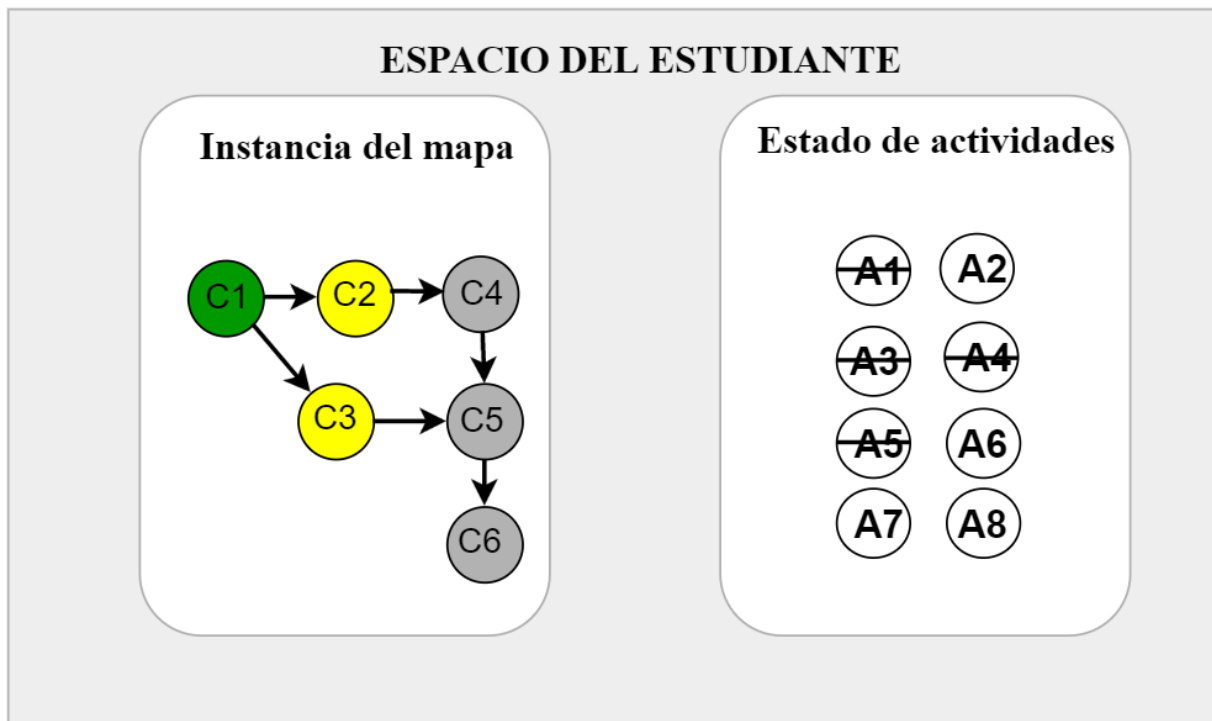 ESPACIO DEL ESTUDIANTE
Instancia del mapa
C1 C2 C4
C3 C5
C6
Estado de actividades
A1 A2
A3 A4
A5 A6
A7 A8